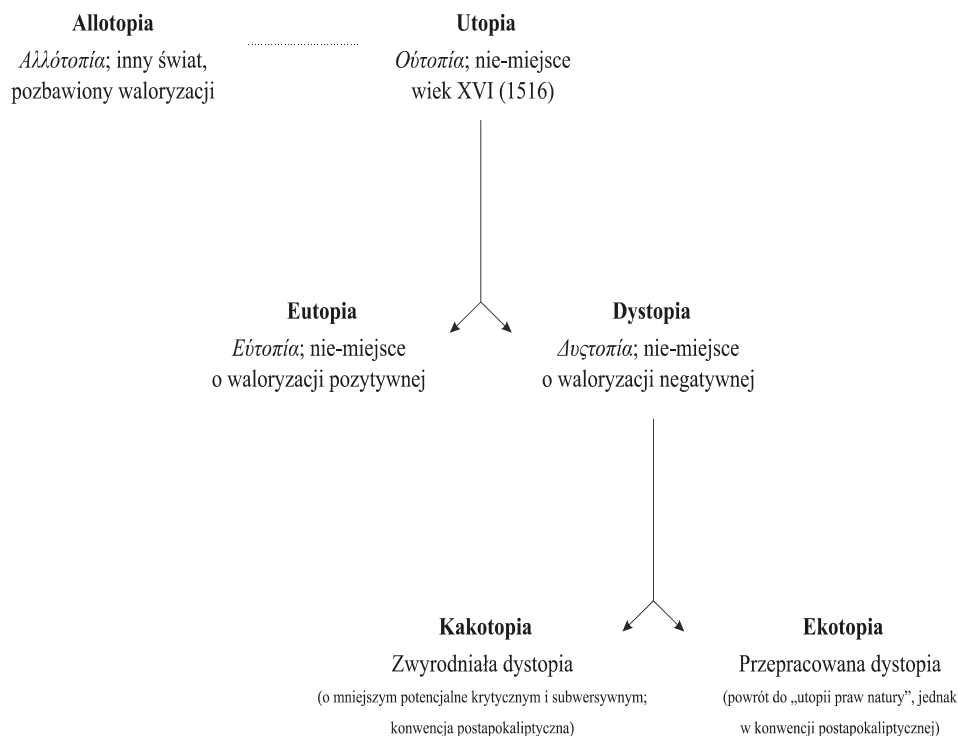 Allotopia
Αλλότοπία; inny świat,
pozbawiony waloryzacji
Utopia
Ούτοπία; nie-miejsce
wiek XVI (1516)
Eutopia
Εύτοπία; nie-miejsce
o waloryzacji pozytywnej
Dystopia
Δυςτοπία; nie-miejsce
o waloryzacji negatywnej
Kakotopia
Zwyrodniała dystopia
(o mniejszym potencjalne krytycznym i subwersywnym;
konwencja postapokaliptyczna)
Ekotopia
Przepracowana dystopia
(powrót do „utopii praw natury”, jednak
w konwencji postapokaliptycznej)